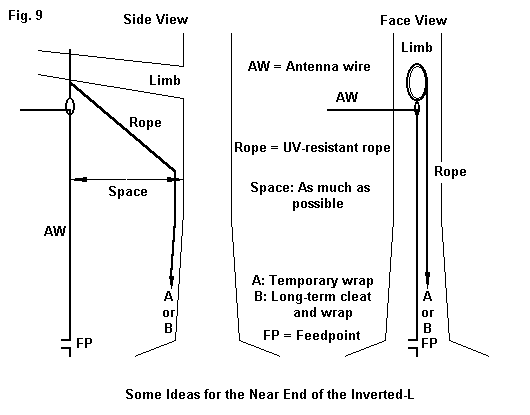 Fig. 9
Side View
Face View
Limb
Limb
AW = Antenna wire
AW
Rope
Rope = UV-resistant rope
Rope
Space
Space: As much as
possible
AW
A: Temporary wrap
B: Long-term cleat
and wrap
A
or
B
A
or
B
FP = Feedpoint
FP
FP
Some Ideas for the Near End of the Inverted-L